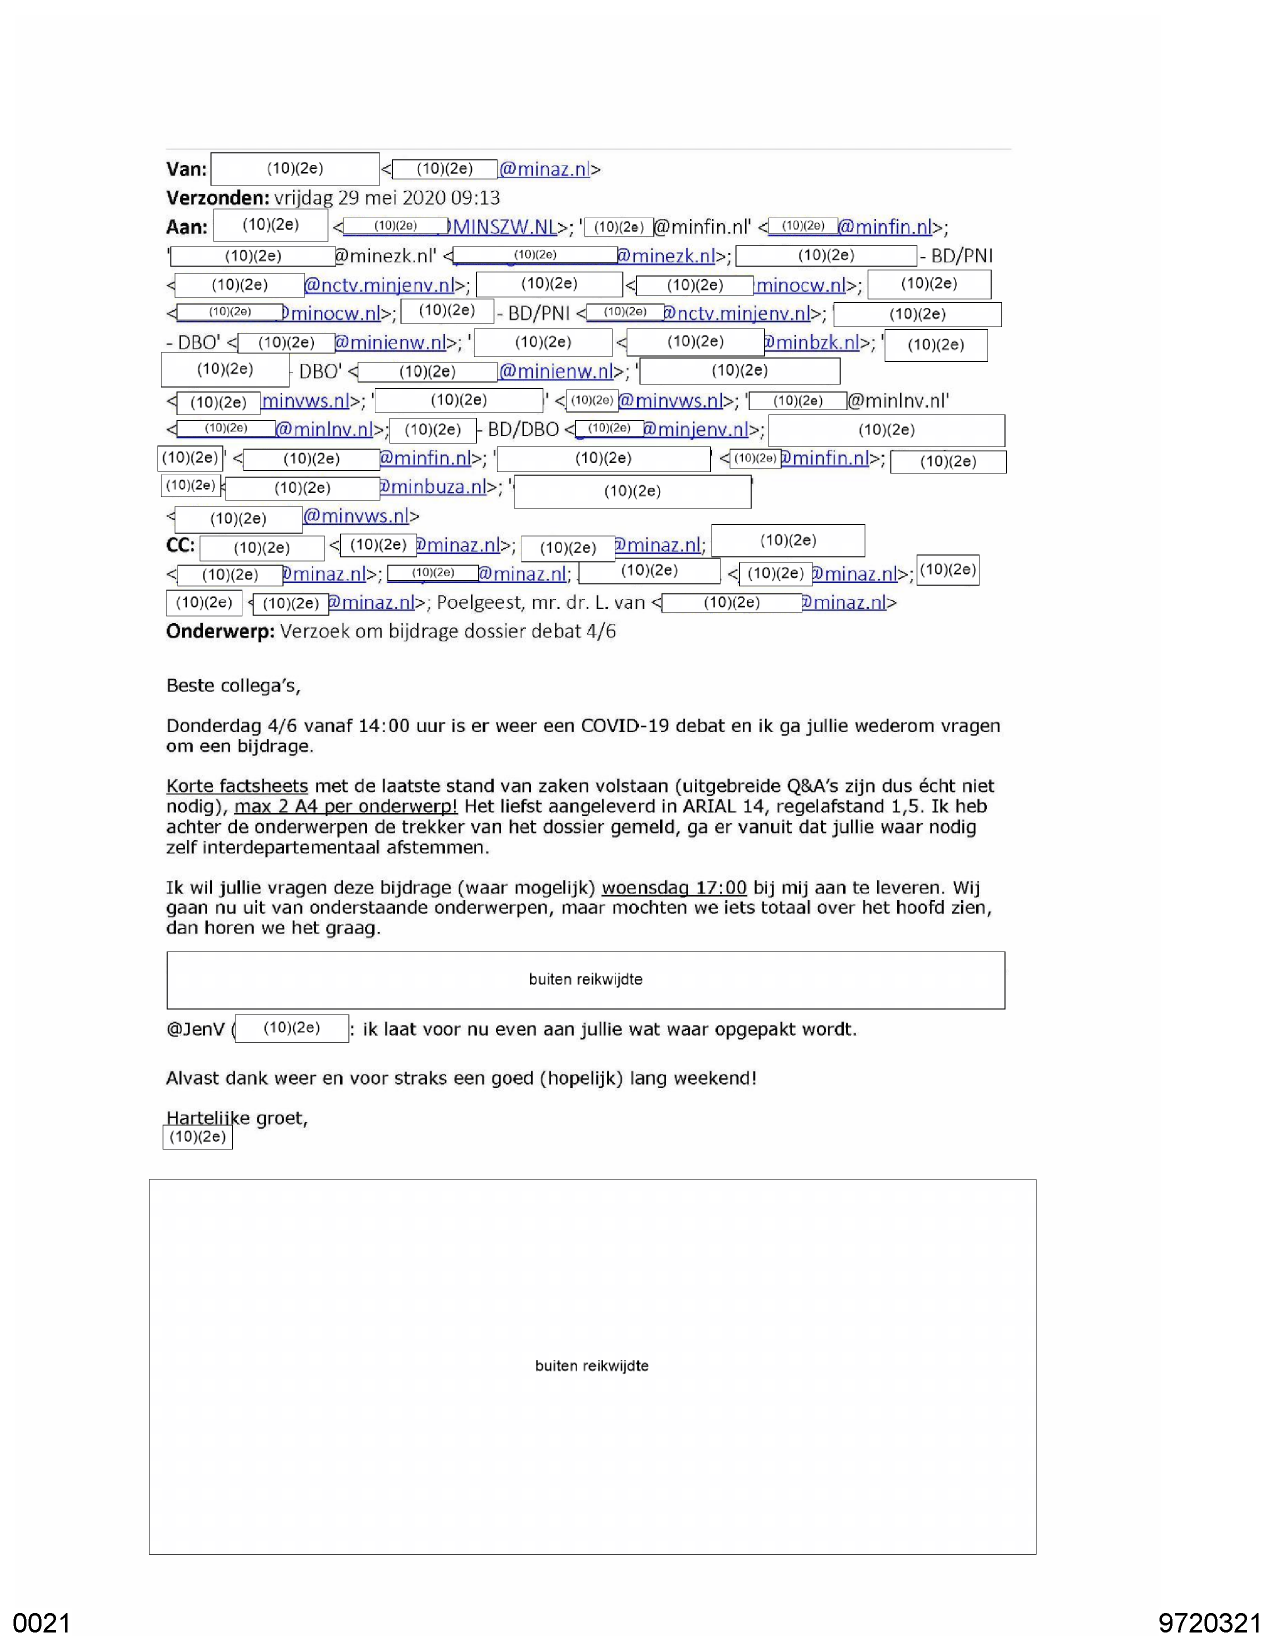 Van: (10)(2e) < (10)(2e) @minaz.nl>
Verzonden: vrijdag 29 mei 2020 09:13
Aan: (10)(2e) < (10)(2e) MINSZW.NL>; ' (10)(2e) @minfin.nl' < (10)(2e) @minfin.nl>;
' (10)(2e) @minezk.nl' < (10)(2e) @minezk.nl>; (10)(2e) - BD/PNI
< (10)(2e) @nctv.minjenv.nl>; (10)(2e) < (10)(2e) minocw.nl>; (10)(2e)
< (10)(2e) @minocw.nl>; (10)(2e) - BD/PNI < (10)(2e) @nctv.minjenv.nl>; ' (10)(2e)
- DBO' < (10)(2e) @minienw.nl>; ' (10)(2e) < (10)(2e) @minbzk.nl>; ' (10)(2e)
(10)(2e) DBO' < (10)(2e) @minienw.nl>; ' (10)(2e)
< (10)(2e) minvws.nl>; ' (10)(2e) ' < (10)(2e) @minvws.nl>; ' (10)(2e) @minlnv.nl'
< (10)(2e) @minlnv.nl>; (10)(2e) - BD/DBO < (10)(2e) @minjenv.nl>; (10)(2e)
(10)(2e) ' < (10)(2e) @minfin.nl>; ' (10)(2e) ' < (10)(2e) @minfin.nl>; (10)(2e)
(10)(2e) < (10)(2e) @minbuza.nl>; ' (10)(2e) '
< (10)(2e) @minvws.nl>
CC: (10)(2e) < (10)(2e) @minaz.nl>; (10)(2e) @minaz.nl; (10)(2e)
< (10)(2e) @minaz.nl>; (10)(2e) @minaz.nl; (10)(2e) < (10)(2e) @minaz.nl>; (10)(2e)
(10)(2e) < (10)(2e) @minaz.nl>; Poelgeest, mr. dr. L. van < (10)(2e) @minaz.nl>
Onderwerp: Verzoek om bijdrage dossier debat 4/6
Beste collega's,
Donderdag 4/6 vanaf 14:00 uur is er weer een COVID-19 debat en ik ga jullie wederom vragen
om een bijdrage.
Korte factsheets met de laatste stand van zaken volstaan (uitgebreide Q&A's zijn dus écht niet
nodig), max 2 A4 per onderwerp! Het liefst aangeleverd in ARIAL 14, regelafstand 1,5. Ik heb
achter de onderwerpen de trekker van het dossier gemeld, ga er vanuit dat jullie waar nodig
zelf interdepartementaal afstemmen.
Ik wil jullie vragen deze bijdrage (waar mogelijk) woensdag 17:00 bij mij aan te leveren. Wij
gaan nu uit van onderstaande onderwerpen, maar mochten we iets totaal over het hoofd zien,
dan horen we het graag.
buiten reikwijdte
@JenV ( (10)(2e) : ik laat voor nu even aan jullie wat waar opgepakt wordt.
Alvast dank weer en voor straks een goed (hopelijk) lang weekend!
Hartelijke groet,
(10)(2e)
buiten reikwijdte
0021
9720321